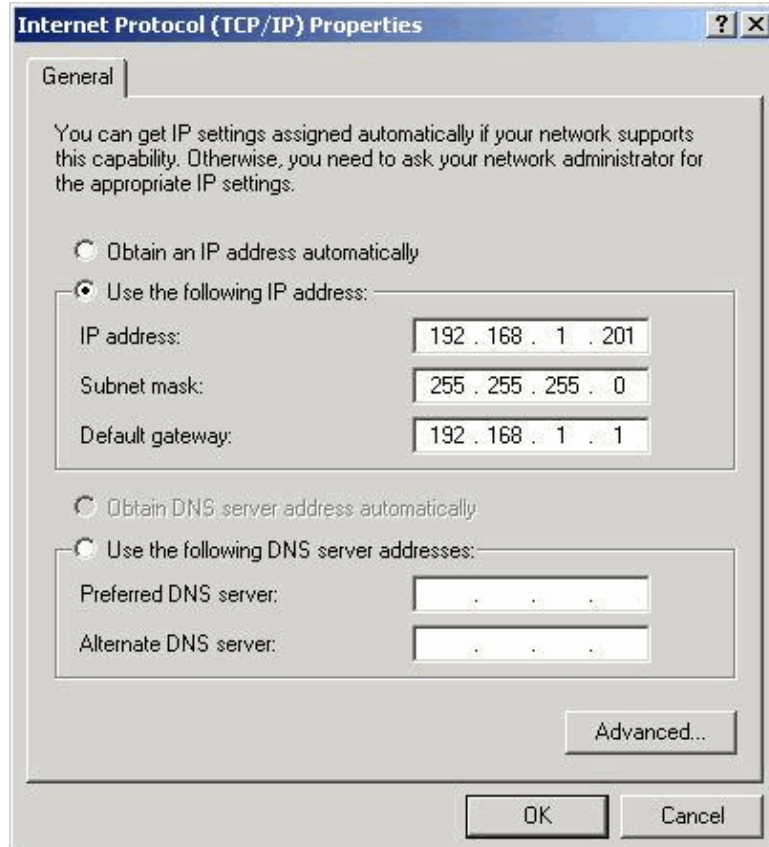 Internet Protocol (TCP/IP) Properties
General
You can get IP settings assigned automatically if your network supports
this capability. Otherwise, you need to ask your network administrator for
the appropriate IP settings.
Obtain an IP address automatically
Use the following IP address:
IP address: 192 . 168 . 1 . 201
Subnet mask: 255 . 255 . 255 . 0
Default gateway: 192 . 168 . 1 . 1
Obtain DNS server address automatically
Use the following DNS server addresses:
Preferred DNS server: . . .
Alternate DNS server: . . .
Advanced...
OK Cancel